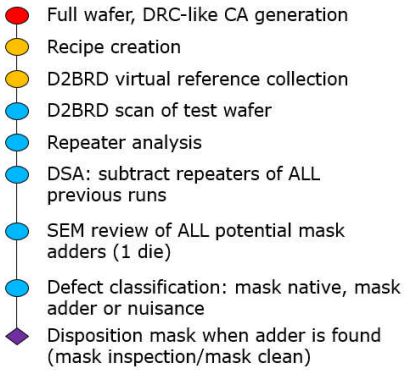 Full wafer, DRC-like CA generation
Recipe creation
D2BRD virtual reference collection
D2BRD scan of test wafer
Repeater analysis
DSA: subtract repeaters of ALL
previous runs
SEM review of ALL potential mask
adders (1 die)
Defect classification: mask native, mask
adder or nuisance
Disposition mask when adder is found
(mask inspection/mask clean)